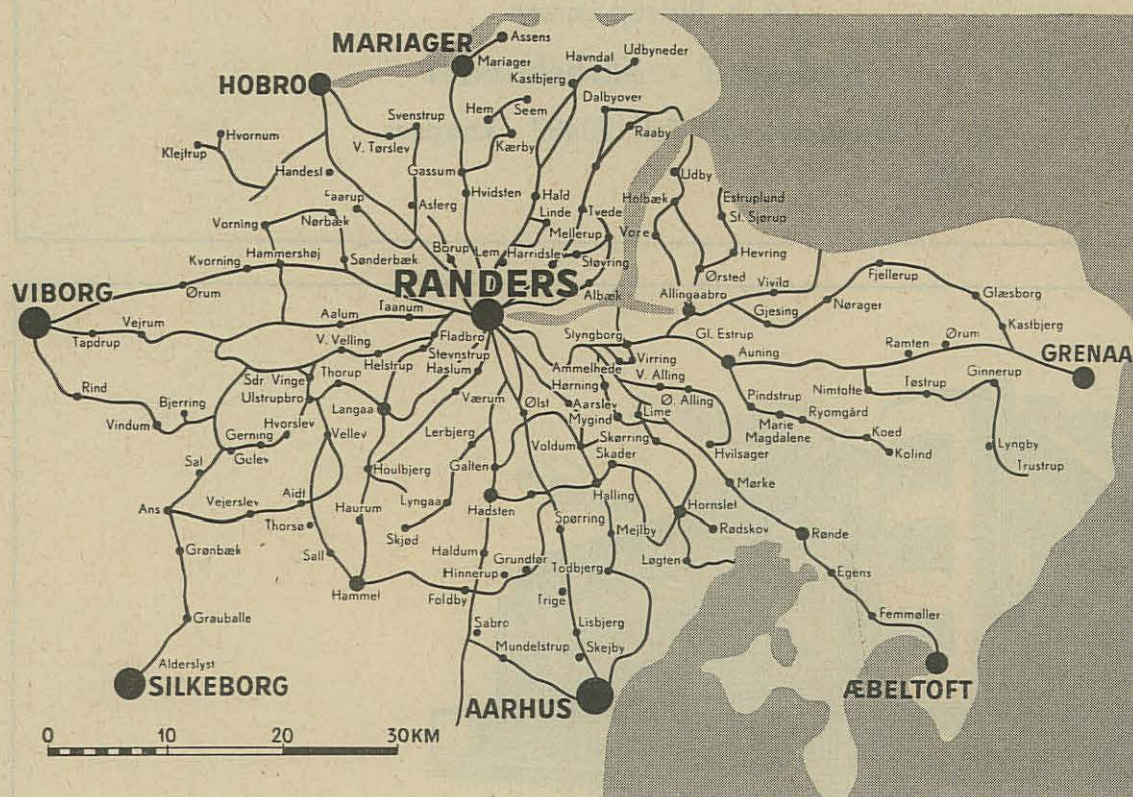 Assens
MARIAGER
Mariager
Havndal
Udbyneder
Kastbjerg
HOBRO
Dalbyover
Hem
Seem
Svenstrup
Raaby
Hvornum
V. Tørslev
Kærby
Klejtrup
Handest
Gassum
Udby
Hvidsten
Hald
Holbæk
Estruplund
Faarup
Asferg
Linde
Tvede
St. Sjørup
Nørbæk
Mellerup
Vorning
Vore
Borup
Hammershøj
Sønderbæk
Lem
Harridslev
Støvring
Hevring
Kvorning
Ørsted
Fjellerup
RANDERS
VIBORG
Ørum
Albæk
Allingaabro
Vivild
Glæsborg
Taanum
Nørager
Aalum
Gjesing
Vejrum
Fladbro
Slyngborg
Gl. Estrup
Kastbjerg
Tapdrup
V. Velling
Stevnstrup
Virring
Ramten
Ørum
Helstrup
Haslum
Ammelhede
Auning
GRENAA
Sdr Vinge
Thorup
V. Alling
Ginnerup
Rind
Ulstrupbro
Hørning
Pindstrup
Nimtofte
Tøstrup
Værum
Ølst
Aarslev
Ø. Alling
Bjerring
Langaa
Ryomgård
Mygind
Lime
Marie
Magdalene
Vindum
Hvorslev
Koed
Gerning
Vellev
Lerbjerg
Voldum
Skørring
Hvilsager
Kolind
Lyngby
Gulev
Skader
Sal
Houlbjerg
Galten
Trustrup
Aidt
Halling
Mørke
Vejerslev
Lyngaa
Hadsten
Hornslet
Ans
Haurum
Spørring
Thorsø
Mejlby
Rødskov
Rønde
Skjød
Grønbæk
Sall
Haldum
Grundfør
Løgten
Hinnerup
Todbjerg
Egens
Hammel
Foldby
Trige
Grauballe
Femmøller
Sabro
Lisbjerg
Mundelstrup
Skejby
Alderslyst
SILKEBORG
ÆBELTOFT
AARHUS
0 10 20 30 KM